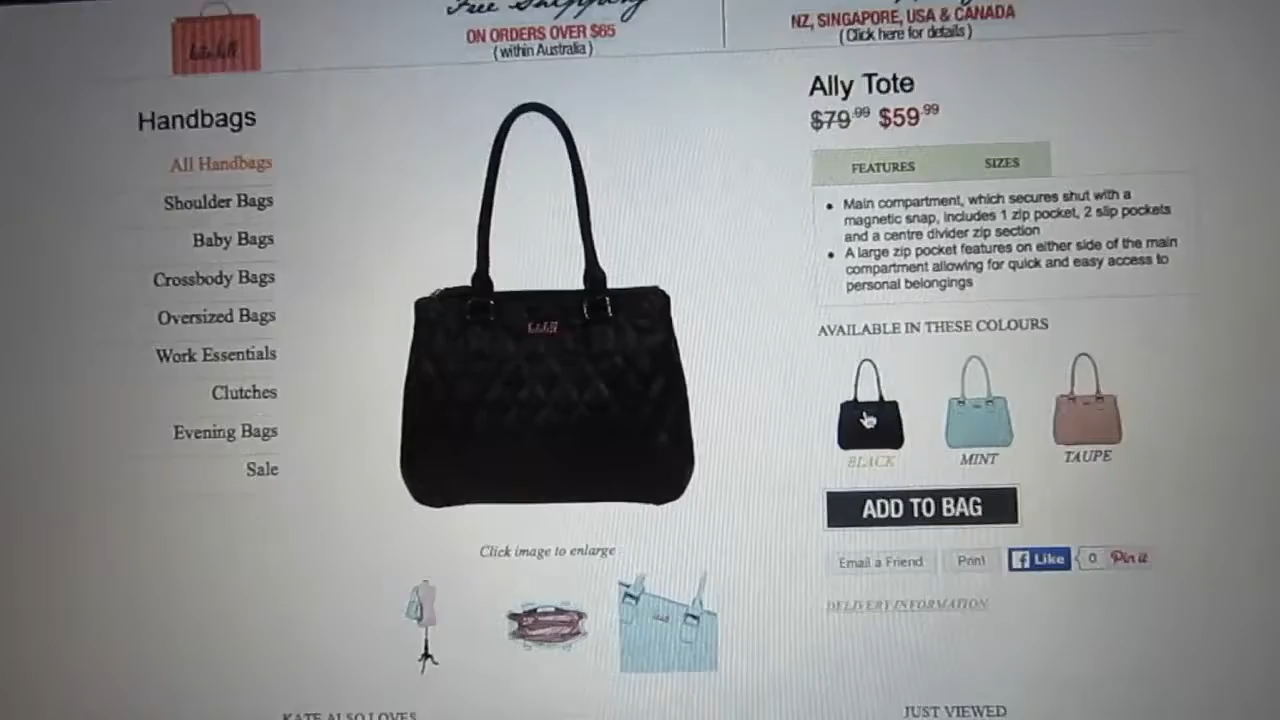 Free Shipping
ON ORDERS OVER $65
(within Australia)
NZ, SINGAPORE, USA & CANADA
(Click here for details)
Handbags
All Handbags
Shoulder Bags
Baby Bags
Crossbody Bags
Oversized Bags
Work Essentials
Clutches
Evening Bags
Sale
Click image to enlarge
Ally Tote
$79.99 $59.99
FEATURES SIZES
Main compartment, which secures shut with a
magnetic snap, includes 1 zip pocket, 2 slip pockets
and a centre divider zip section
A large zip pocket features on either side of the main
compartment allowing for quick and easy access to
personal belongings
AVAILABLE IN THESE COLOURS
BLACK MINT TAUPE
ADD TO BAG
Email a Friend Print Like 0 Pin it
DELIVERY INFORMATION
KATE ALSO LOVES
JUST VIEWED